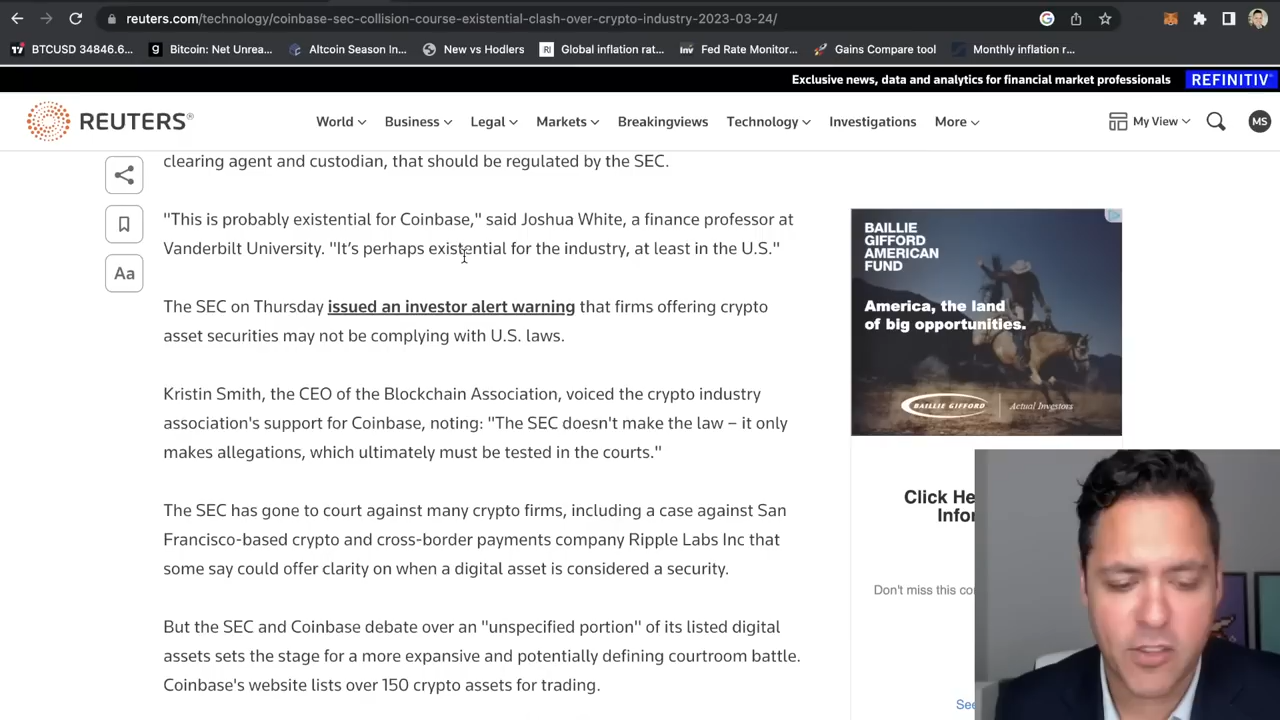 reuters.com/technology/coinbase-sec-collision-course-existential-clash-over-crypto-industry-2023-03-24/
BTCUSD 34846.6... Bitcoin: Net Unrea... Altcoin Season In... New vs Hodlers Global inflation rat... Fed Rate Monitor... Gains Compare tool Monthly inflation r...
Exclusive news, data and analytics for financial market professionals REFINITIV
REUTERS® World Business Legal Markets Breakingviews Technology Investigations More My View MS
clearing agent and custodian, that should be regulated by the SEC.
"This is probably existential for Coinbase," said Joshua White, a finance professor at
Vanderbilt University. "It's perhaps existential for the industry, at least in the U.S."
Aa
The SEC on Thursday issued an investor alert warning that firms offering crypto
asset securities may not be complying with U.S. laws.
Kristin Smith, the CEO of the Blockchain Association, voiced the crypto industry
association's support for Coinbase, noting: "The SEC doesn't make the law – it only
makes allegations, which ultimately must be tested in the courts."
The SEC has gone to court against many crypto firms, including a case against San
Francisco-based crypto and cross-border payments company Ripple Labs Inc that
some say could offer clarity on when a digital asset is considered a security.
But the SEC and Coinbase debate over an "unspecified portion" of its listed digital
assets sets the stage for a more expansive and potentially defining courtroom battle.
Coinbase's website lists over 150 crypto assets for trading.
BAILLIE
GIFFORD
AMERICAN
FUND
America, the land
of big opportunities.
BAILLIE GIFFORD Actual Investors
Click He
Infor
Don't miss this co
See